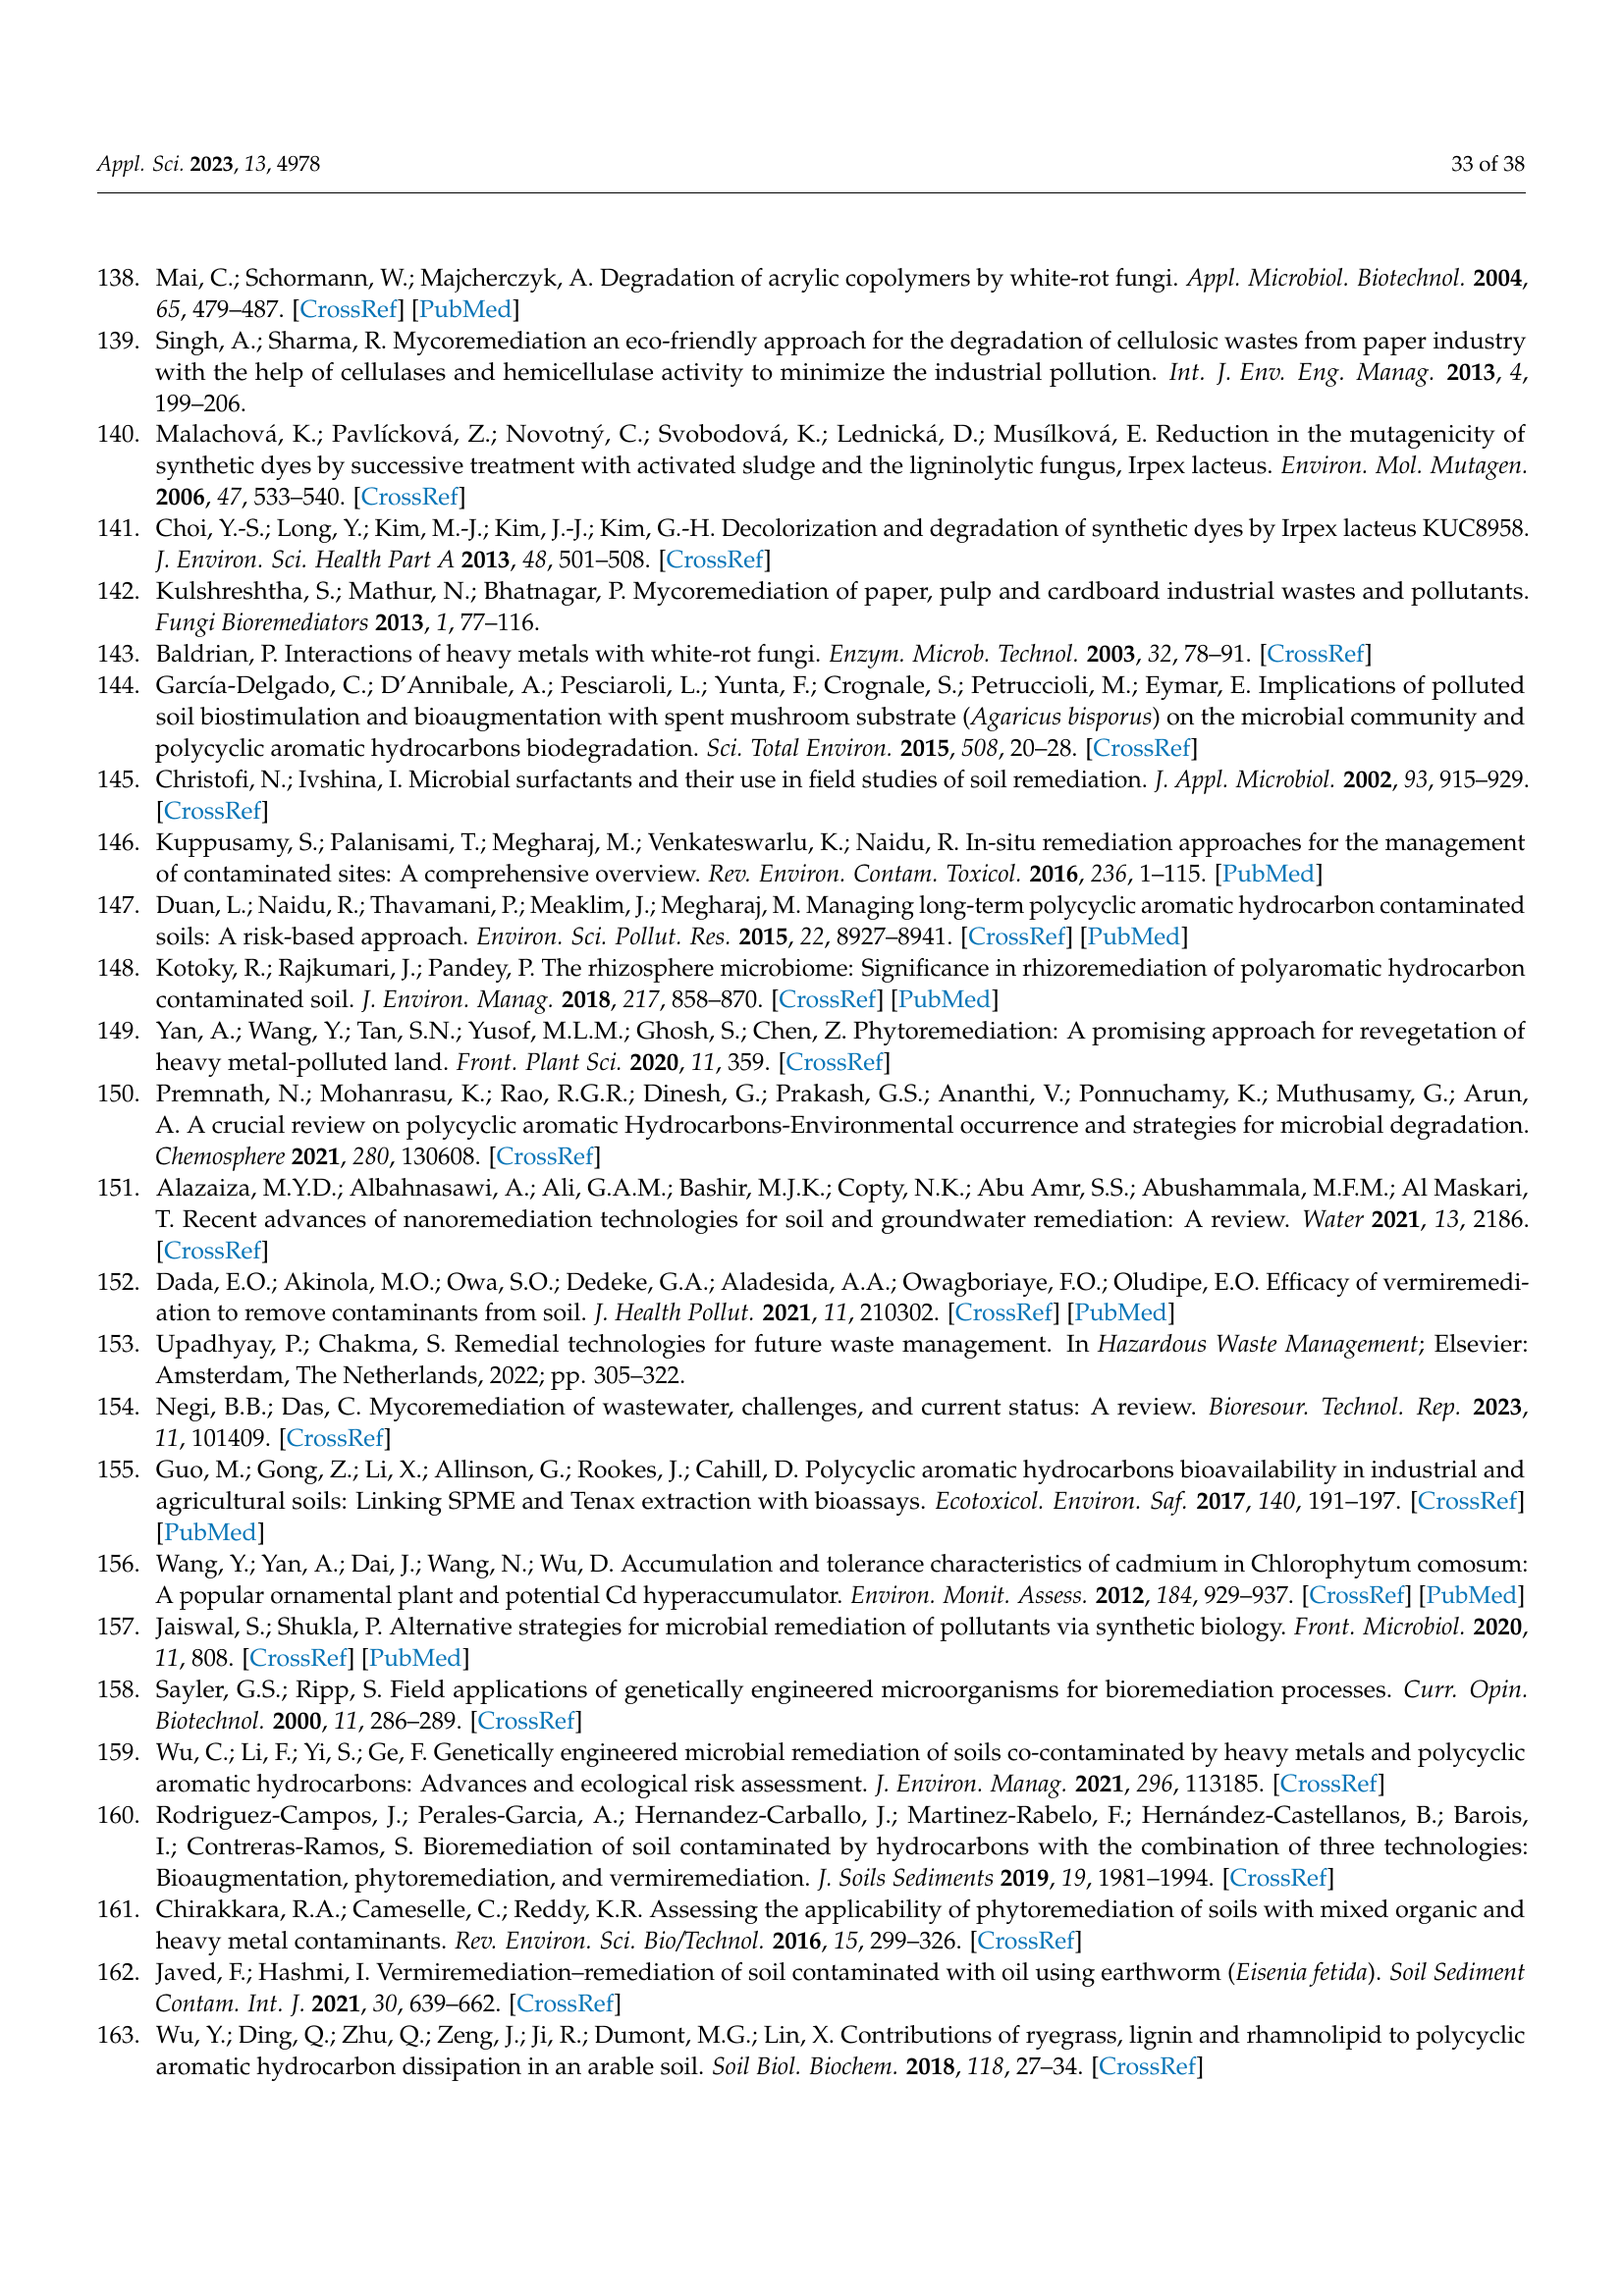 Appl. Sci. 2023, 13, 4978
33 of 38
138. Mai, C.; Schormann, W.; Majcherczyk, A. Degradation of acrylic copolymers by white-rot fungi. Appl. Microbiol. Biotechnol. 2004,
65, 479–487. [CrossRef] [PubMed]
139. Singh, A.; Sharma, R. Mycoremediation an eco-friendly approach for the degradation of cellulosic wastes from paper industry
with the help of cellulases and hemicellulase activity to minimize the industrial pollution. Int. J. Env. Eng. Manag. 2013, 4,
199–206.
140. Malachová, K.; Pavlícková, Z.; Novotný, C.; Svobodová, K.; Lednická, D.; Musílková, E. Reduction in the mutagenicity of
synthetic dyes by successive treatment with activated sludge and the ligninolytic fungus, Irpex lacteus. Environ. Mol. Mutagen.
2006, 47, 533–540. [CrossRef]
141. Choi, Y.-S.; Long, Y.; Kim, M.-J.; Kim, J.-J.; Kim, G.-H. Decolorization and degradation of synthetic dyes by Irpex lacteus KUC8958.
J. Environ. Sci. Health Part A 2013, 48, 501–508. [CrossRef]
142. Kulshreshtha, S.; Mathur, N.; Bhatnagar, P. Mycoremediation of paper, pulp and cardboard industrial wastes and pollutants.
Fungi Bioremediators 2013, 1, 77–116.
143. Baldrian, P. Interactions of heavy metals with white-rot fungi. Enzym. Microb. Technol. 2003, 32, 78–91. [CrossRef]
144. García-Delgado, C.; D’Annibale, A.; Pesciaroli, L.; Yunta, F.; Crognale, S.; Petruccioli, M.; Eymar, E. Implications of polluted
soil biostimulation and bioaugmentation with spent mushroom substrate (Agaricus bisporus) on the microbial community and
polycyclic aromatic hydrocarbons biodegradation. Sci. Total Environ. 2015, 508, 20–28. [CrossRef]
145. Christofi, N.; Ivshina, I. Microbial surfactants and their use in field studies of soil remediation. J. Appl. Microbiol. 2002, 93, 915–929.
[CrossRef]
146. Kuppusamy, S.; Palanisami, T.; Megharaj, M.; Venkateswarlu, K.; Naidu, R. In-situ remediation approaches for the management
of contaminated sites: A comprehensive overview. Rev. Environ. Contam. Toxicol. 2016, 236, 1–115. [PubMed]
147. Duan, L.; Naidu, R.; Thavamani, P.; Meaklim, J.; Megharaj, M. Managing long-term polycyclic aromatic hydrocarbon contaminated
soils: A risk-based approach. Environ. Sci. Pollut. Res. 2015, 22, 8927–8941. [CrossRef] [PubMed]
148. Kotoky, R.; Rajkumari, J.; Pandey, P. The rhizosphere microbiome: Significance in rhizoremediation of polyaromatic hydrocarbon
contaminated soil. J. Environ. Manag. 2018, 217, 858–870. [CrossRef] [PubMed]
149. Yan, A.; Wang, Y.; Tan, S.N.; Yusof, M.L.M.; Ghosh, S.; Chen, Z. Phytoremediation: A promising approach for revegetation of
heavy metal-polluted land. Front. Plant Sci. 2020, 11, 359. [CrossRef]
150. Premnath, N.; Mohanrasu, K.; Rao, R.G.R.; Dinesh, G.; Prakash, G.S.; Ananthi, V.; Ponnuchamy, K.; Muthusamy, G.; Arun,
A. A crucial review on polycyclic aromatic Hydrocarbons-Environmental occurrence and strategies for microbial degradation.
Chemosphere 2021, 280, 130608. [CrossRef]
151. Alazaiza, M.Y.D.; Albahnasawi, A.; Ali, G.A.M.; Bashir, M.J.K.; Copty, N.K.; Abu Amr, S.S.; Abushammala, M.F.M.; Al Maskari,
T. Recent advances of nanoremediation technologies for soil and groundwater remediation: A review. Water 2021, 13, 2186.
[CrossRef]
152. Dada, E.O.; Akinola, M.O.; Owa, S.O.; Dedeke, G.A.; Aladesida, A.A.; Owagboriaye, F.O.; Oludipe, E.O. Efficacy of vermiremedi-
ation to remove contaminants from soil. J. Health Pollut. 2021, 11, 210302. [CrossRef] [PubMed]
153. Upadhyay, P.; Chakma, S. Remedial technologies for future waste management. In Hazardous Waste Management; Elsevier:
Amsterdam, The Netherlands, 2022; pp. 305–322.
154. Negi, B.B.; Das, C. Mycoremediation of wastewater, challenges, and current status: A review. Bioresour. Technol. Rep. 2023,
11, 101409. [CrossRef]
155. Guo, M.; Gong, Z.; Li, X.; Allinson, G.; Rookes, J.; Cahill, D. Polycyclic aromatic hydrocarbons bioavailability in industrial and
agricultural soils: Linking SPME and Tenax extraction with bioassays. Ecotoxicol. Environ. Saf. 2017, 140, 191–197. [CrossRef]
[PubMed]
156. Wang, Y.; Yan, A.; Dai, J.; Wang, N.; Wu, D. Accumulation and tolerance characteristics of cadmium in Chlorophytum comosum:
A popular ornamental plant and potential Cd hyperaccumulator. Environ. Monit. Assess. 2012, 184, 929–937. [CrossRef] [PubMed]
157. Jaiswal, S.; Shukla, P. Alternative strategies for microbial remediation of pollutants via synthetic biology. Front. Microbiol. 2020,
11, 808. [CrossRef] [PubMed]
158. Sayler, G.S.; Ripp, S. Field applications of genetically engineered microorganisms for bioremediation processes. Curr. Opin.
Biotechnol. 2000, 11, 286–289. [CrossRef]
159. Wu, C.; Li, F.; Yi, S.; Ge, F. Genetically engineered microbial remediation of soils co-contaminated by heavy metals and polycyclic
aromatic hydrocarbons: Advances and ecological risk assessment. J. Environ. Manag. 2021, 296, 113185. [CrossRef]
160. Rodriguez-Campos, J.; Perales-Garcia, A.; Hernandez-Carballo, J.; Martinez-Rabelo, F.; Hernández-Castellanos, B.; Barois,
I.; Contreras-Ramos, S. Bioremediation of soil contaminated by hydrocarbons with the combination of three technologies:
Bioaugmentation, phytoremediation, and vermiremediation. J. Soils Sediments 2019, 19, 1981–1994. [CrossRef]
161. Chirakkara, R.A.; Cameselle, C.; Reddy, K.R. Assessing the applicability of phytoremediation of soils with mixed organic and
heavy metal contaminants. Rev. Environ. Sci. Bio/Technol. 2016, 15, 299–326. [CrossRef]
162. Javed, F.; Hashmi, I. Vermiremediation–remediation of soil contaminated with oil using earthworm (Eisenia fetida). Soil Sediment
Contam. Int. J. 2021, 30, 639–662. [CrossRef]
163. Wu, Y.; Ding, Q.; Zhu, Q.; Zeng, J.; Ji, R.; Dumont, M.G.; Lin, X. Contributions of ryegrass, lignin and rhamnolipid to polycyclic
aromatic hydrocarbon dissipation in an arable soil. Soil Biol. Biochem. 2018, 118, 27–34. [CrossRef]